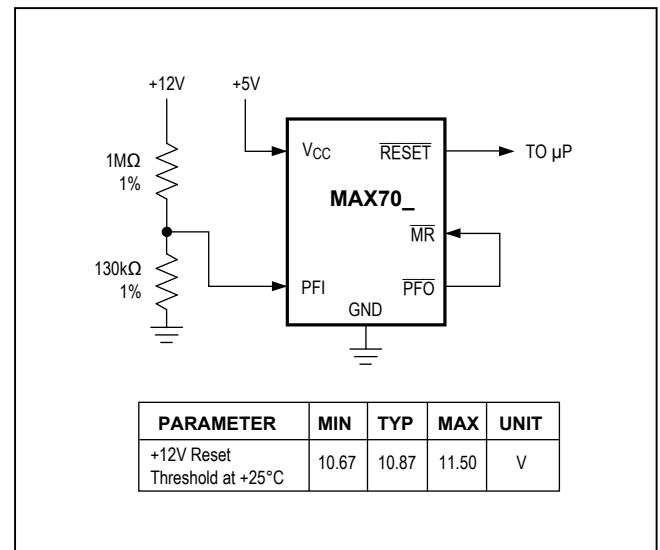 +12V
+5V
1MΩ
1%
130kΩ
1%
VCC
RESET
TO µP
MAX70_
MR
PFI
PFO
GND
PARAMETER MIN TYP MAX UNIT
+12V Reset
Threshold at +25°C 10.67 10.87 11.50 V